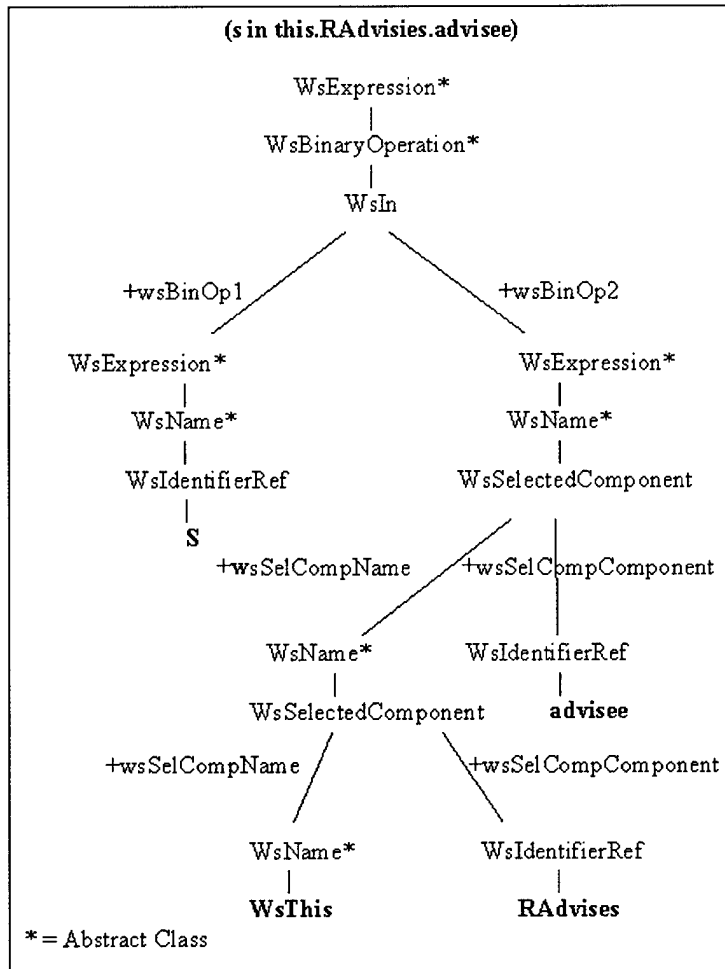 (s in this.RAdvisies.advisee)
WsExpression*
WsBinaryOperation*
WsIn
+wsBinOp1 +wsBinOp2
WsExpression* WsExpression*
WsName* WsName*
WsIdentifierRef WsSelectedComponent
S
+wsSelCompName +wsSelCompComponent
WsName* WsIdentifierRef
WsSelectedComponent advisee
+wsSelCompName +wsSelCompComponent
WsName* WsIdentifierRef
WsThis RAdvises
* = Abstract Class